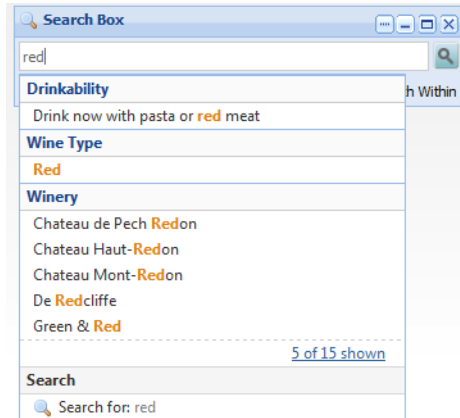 Search Box
red
Drinkability
h Within
Drink now with pasta or red meat
Wine Type
Red
Winery
Chateau de Pech Redon
Chateau Haut-Redon
Chateau Mont-Redon
De Redcliffe
Green & Red
5 of 15 shown
Search
Search for: red